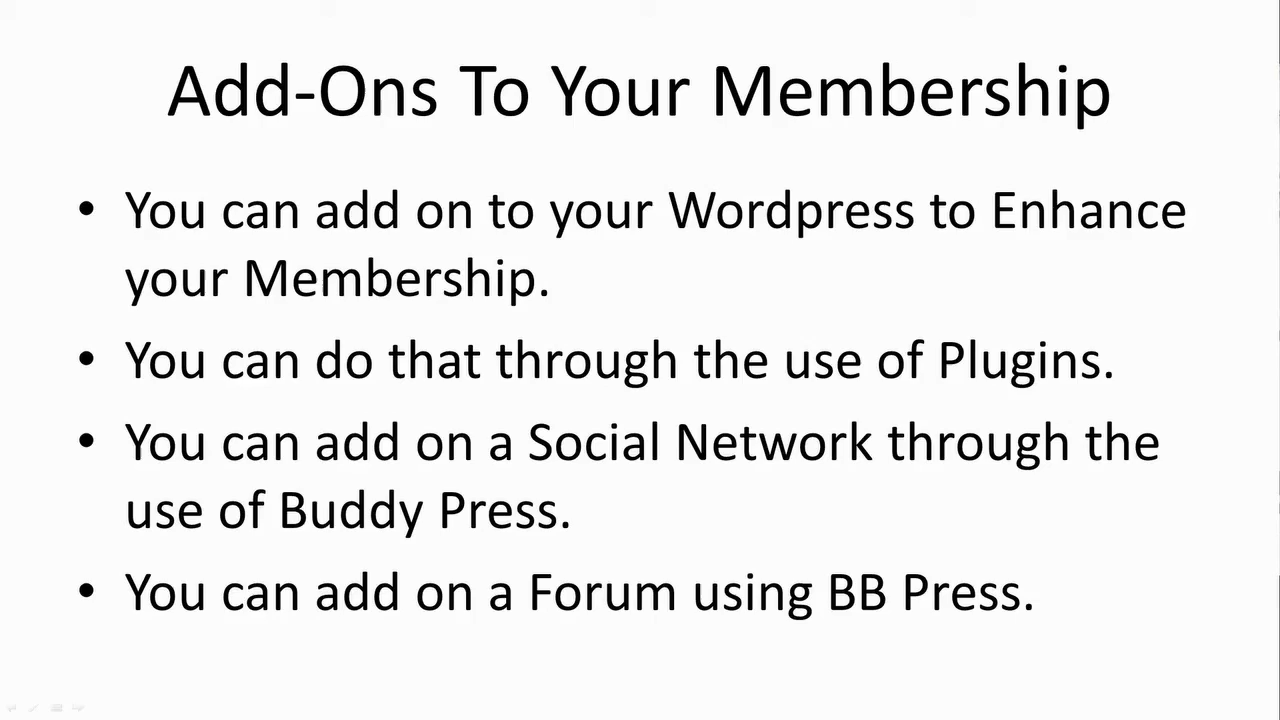 Add-Ons To Your Membership
• You can add on to your Wordpress to Enhance
your Membership.
• You can do that through the use of Plugins.
• You can add on a Social Network through the
use of Buddy Press.
• You can add on a Forum using BB Press.